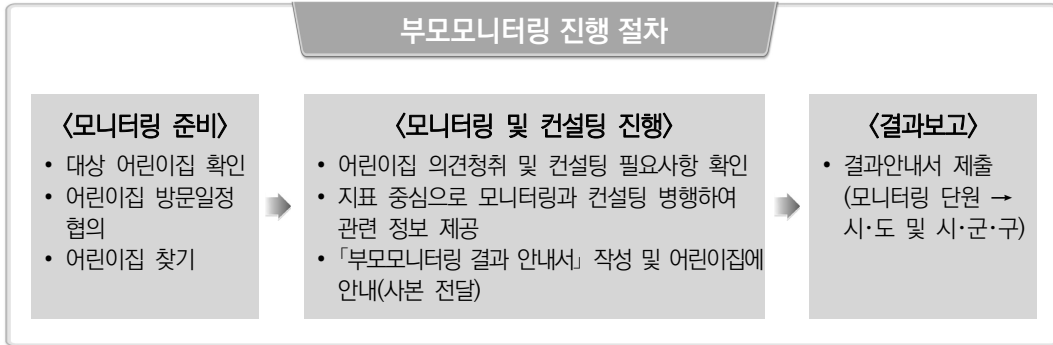 부모모니터링 진행 절차
〈모니터링 준비〉
• 대상 어린이집 확인
• 어린이집 방문일정
협의
• 어린이집 찾기
〈모니터링 및 컨설팅 진행〉
• 어린이집 의견청취 및 컨설팅 필요사항 확인
• 지표 중심으로 모니터링과 컨설팅 병행하여
관련 정보 제공
• 「부모모니터링 결과 안내서」 작성 및 어린이집에
안내(사본 전달)
〈결과보고〉
• 결과안내서 제출
(모니터링 단원 →
시·도 및 시·군·구)